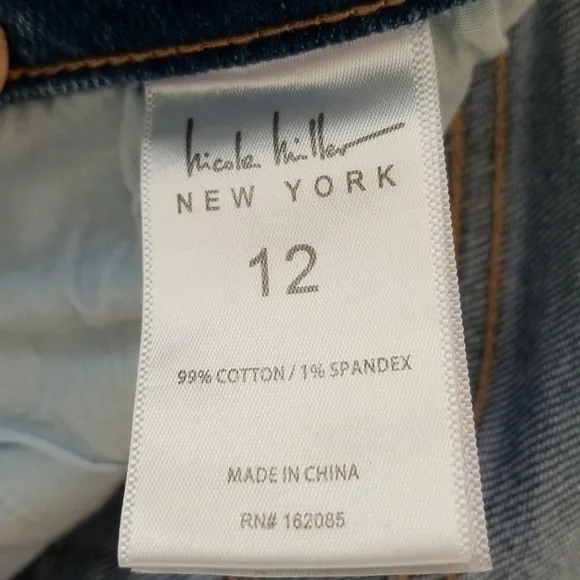 nicole miller
NEW YORK
12
99% COTTON / 1% SPANDEX
MADE IN CHINA
RN# 162085